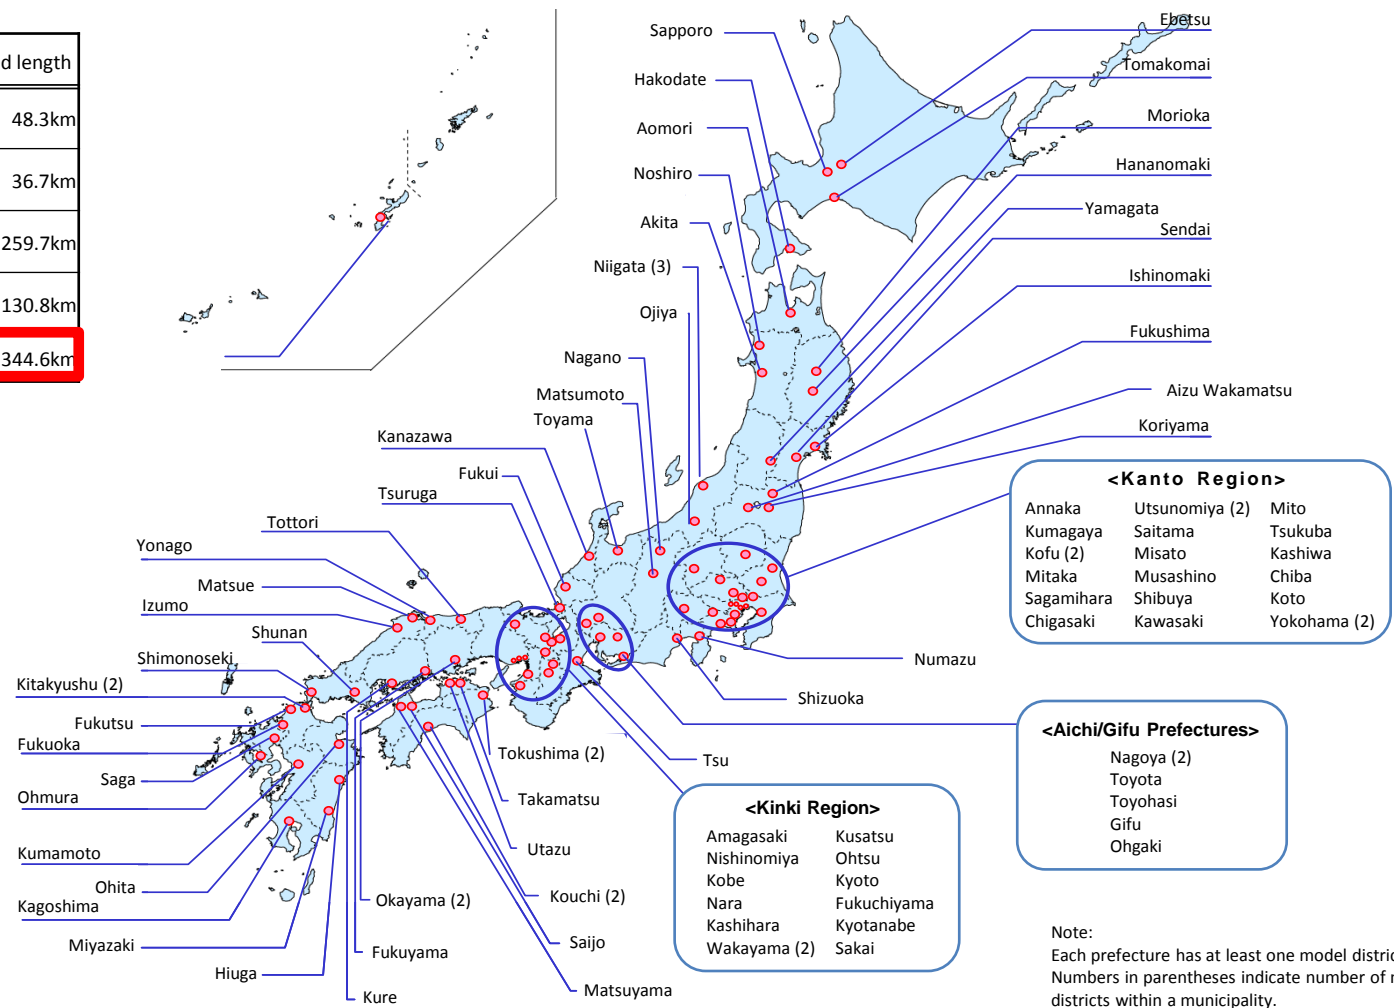 d length
48.3km
36.7km
259.7km
130.8km
344.6km
Sapporo
Hakodate
Aomori
Noshiro
Akita
Niigata (3)
Ojiya
Nagano
Matsumoto
Toyama
Kanazawa
Fukui
Tsuruga
Tottori
Yonago
Matsue
Izumo
Shunan
Shimonoseki
Kitakyushu (2)
Fukutsu
Fukuoka
Saga
Ohmura
Kumamoto
Ohita
Kagoshima
Miyazaki
Hiuga
Ebetsu
Tomakomai
Morioka
Hananomaki
Yamagata
Sendai
Ishinomaki
Fukushima
Aizu Wakamatsu
Koriyama
<Kanto Region>
Annaka Utsunomiya (2) Mito
Kumagaya Saitama Tsukuba
Kofu (2) Misato Kashiwa
Mitaka Musashino Chiba
Sagamihara Shibuya Koto
Chigasaki Kawasaki Yokohama (2)
Numazu
Shizuoka
Tsu
<Aichi/Gifu Prefectures>
Nagoya (2)
Toyota
Toyohasi
Gifu
Ohgaki
Tokushima (2)
Takamatsu
Utazu
Kouchi (2)
Saijo
Matsuyama
Okayama (2)
Fukuyama
Kure
<Kinki Region>
Amagasaki Kusatsu
Nishinomiya Ohtsu
Kobe Kyoto
Nara Fukuchiyama
Kashihara Kyotanabe
Wakayama (2) Sakai
Note:
Each prefecture has at least one model distric
Numbers in parentheses indicate number of
districts within a municipality.